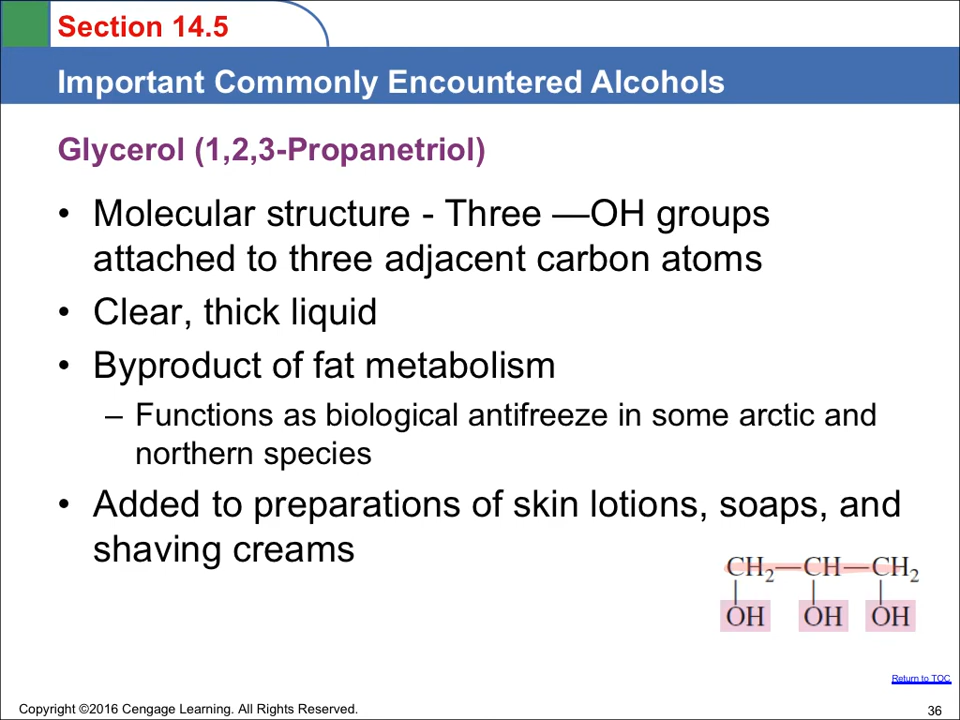 Section 14.5
Important Commonly Encountered Alcohols
Glycerol (1,2,3-Propanetriol)
• Molecular structure - Three —OH groups
attached to three adjacent carbon atoms
• Clear, thick liquid
• Byproduct of fat metabolism
– Functions as biological antifreeze in some arctic and
northern species
• Added to preparations of skin lotions, soaps, and
shaving creams
CH₂—CH—CH₂
OH OH OH
Return to TOC
Copyright ©2016 Cengage Learning. All Rights Reserved.
36